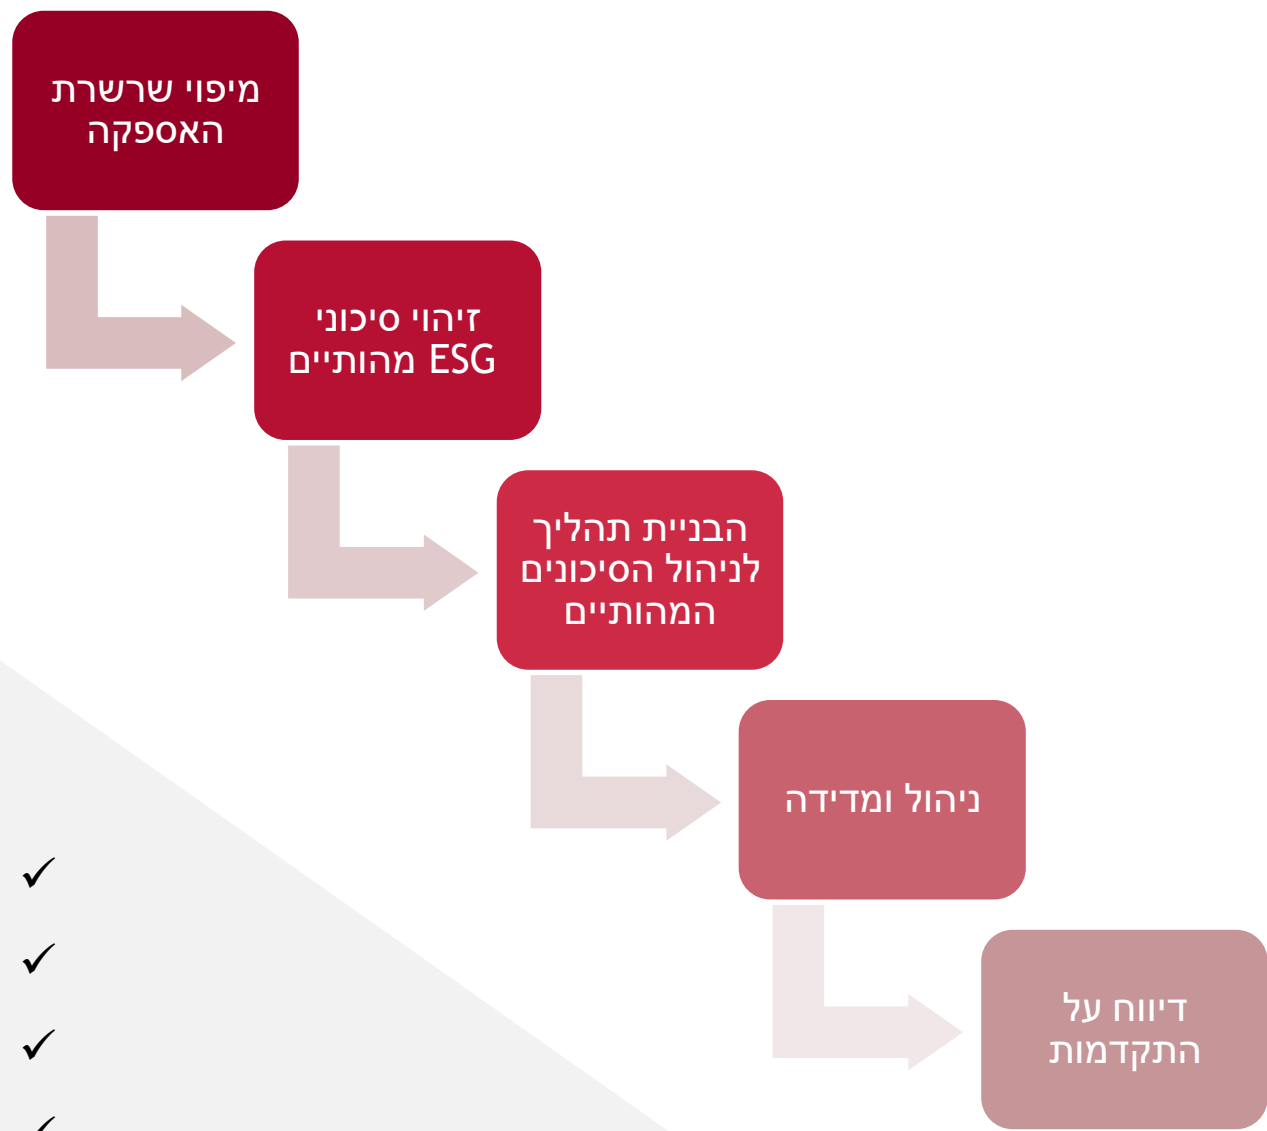 מיפוי שרשרת
האספקה
זיהוי סיכוני
ESG מהותיים
הבניית תהליך
לניהול הסיכונים
המהותיים
ניהול ומדידה
דיווח על
התקדמות